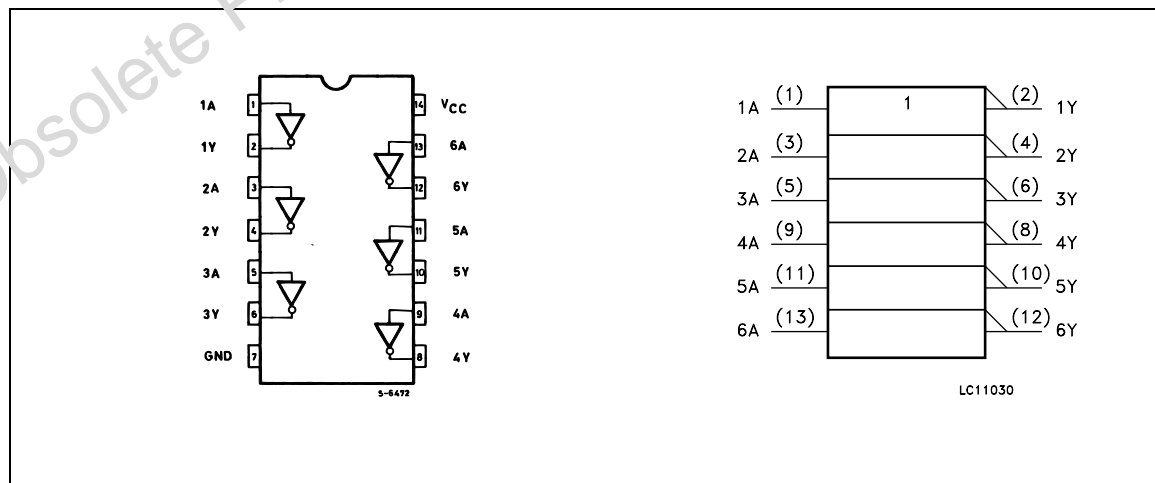 Obsolete P
1A 1 14 VCC
1Y 2 13 6A
2A 3 12 6Y
2Y 4 11 5A
3A 5 10 5Y
3Y 6 9 4A
GND 7 8 4Y
S-6472
1
1A (1) (2) 1Y
2A (3) (4) 2Y
3A (5) (6) 3Y
4A (9) (8) 4Y
5A (11) (10) 5Y
6A (13) (12) 6Y
LC11030